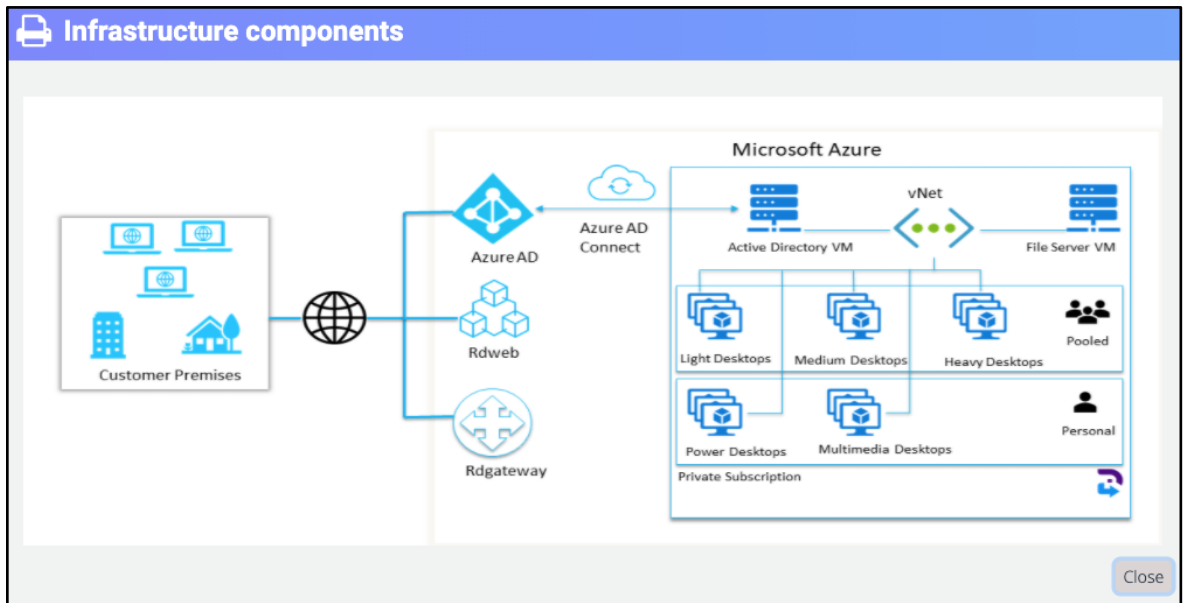 Infrastructure components
Microsoft Azure
Azure AD
Azure AD
Connect
Active Directory VM
vNet
File Server VM
Rdweb
Customer Premises
Light Desktops
Medium Desktops
Heavy Desktops
Pooled
Rdgateway
Power Desktops
Multimedia Desktops
Personal
Private Subscription
Close